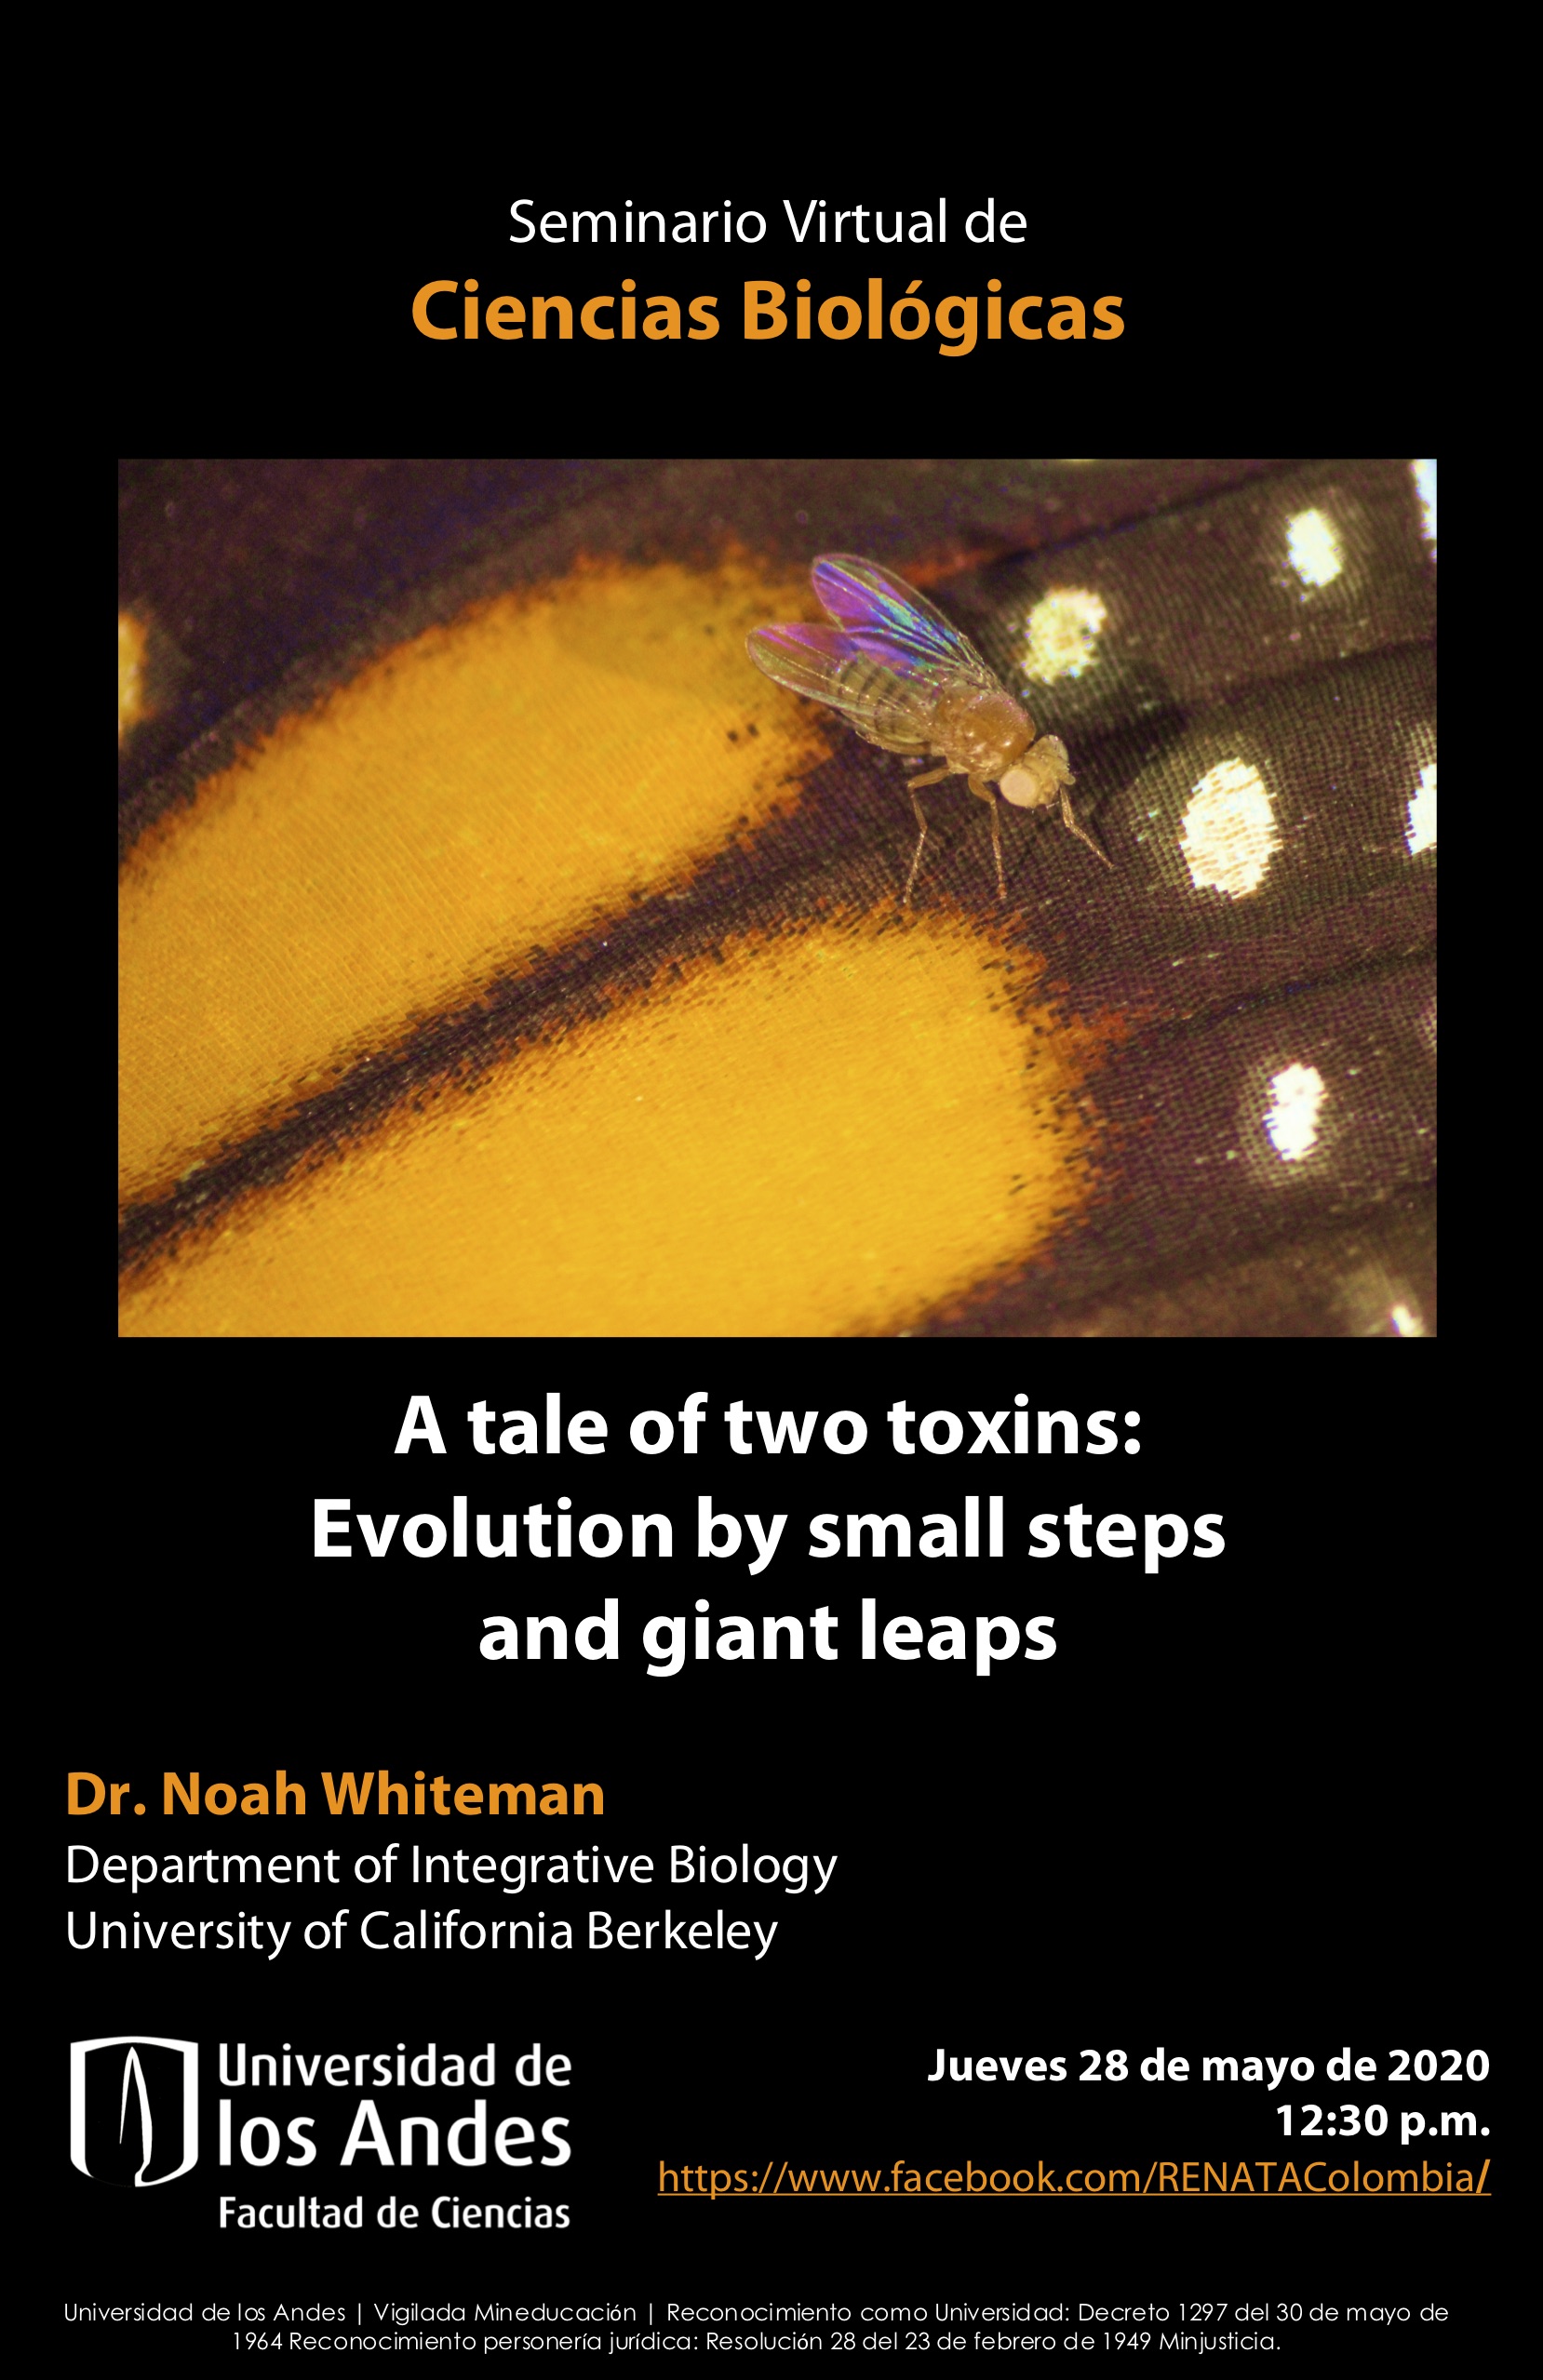 Seminario Virtual de
Ciencias Biológicas
A tale of two toxins:
Evolution by small steps
and giant leaps
Dr. Noah Whiteman
Department of Integrative Biology
University of California Berkeley
Universidad de
los Andes
Facultad de Ciencias
Jueves 28 de mayo de 2020
12:30 p.m.
https://www.facebook.com/RENATAColombia/
Universidad de los Andes | Vigilada Mineducación | Reconocimiento como Universidad: Decreto 1297 del 30 de mayo de
1964 Reconocimiento personería jurídica: Resolución 28 del 23 de febrero de 1949 Minjusticia.